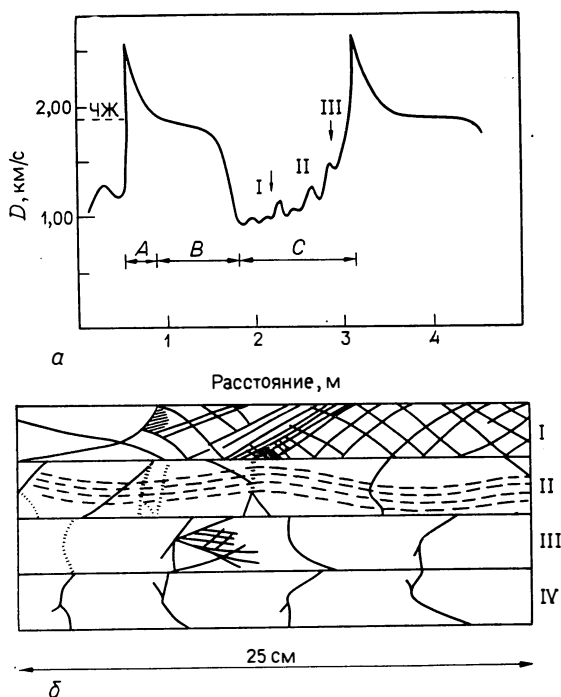 D, км/с
2,00
ЧЖ
1,00
I
II
III
A
B
C
1
2
3
4
Расстояние, м
а
I
II
III
IV
25 см
б